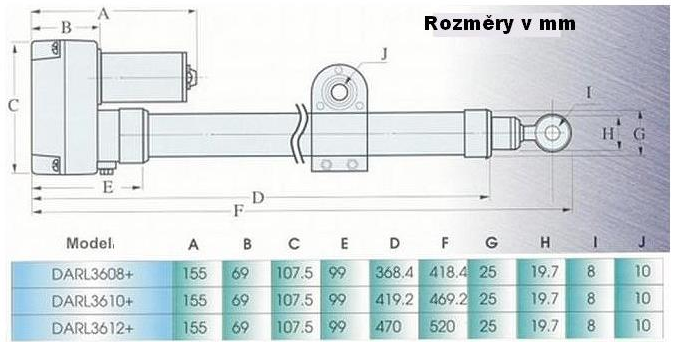 A
B
Rozměry v mm
J
C
I
H
G
E
D
F
Model A B C E D F G H I J
DARL3608+ 155 69 107.5 99 368.4 418.4 25 19.7 8 10
DARL3610+ 155 69 107.5 99 419.2 469.2 25 19.7 8 10
DARL3612+ 155 69 107.5 99 470 520 25 19.7 8 10